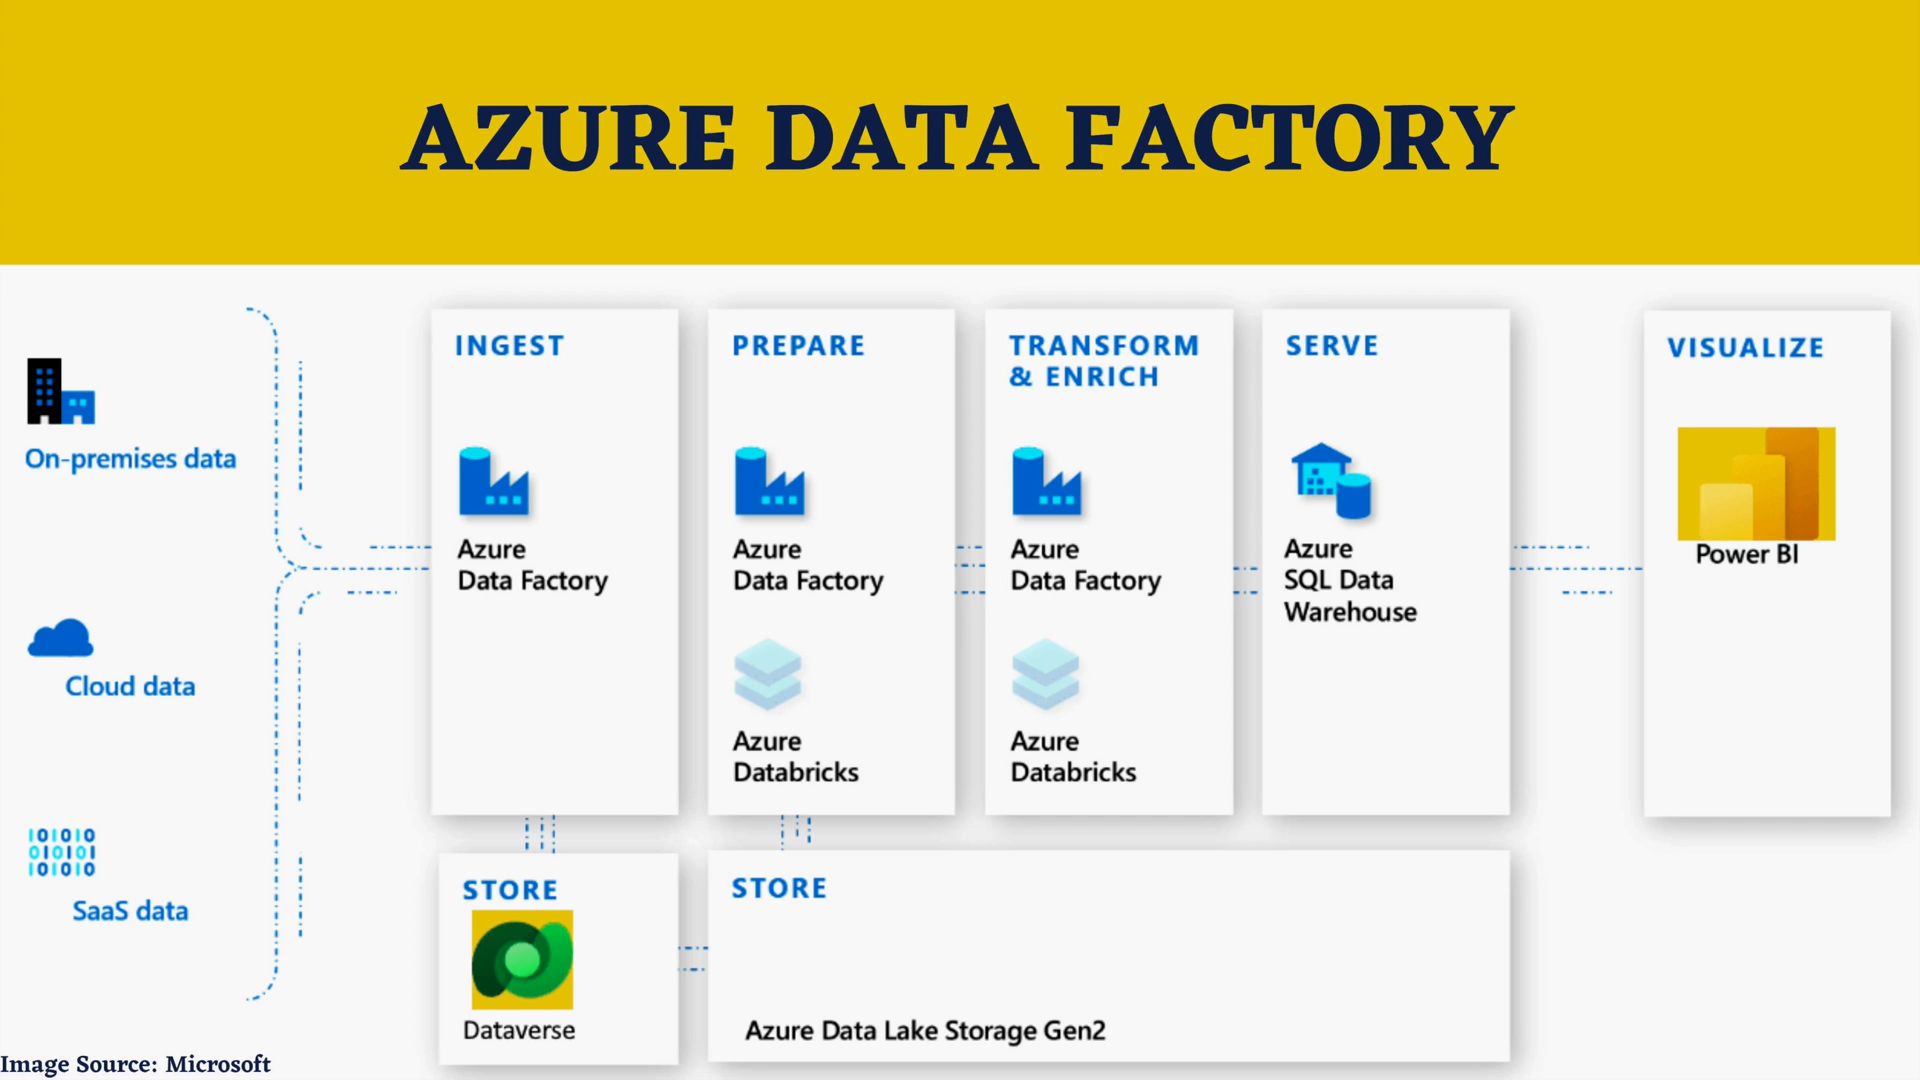 AZURE DATA FACTORY
On-premises data
Cloud data
SaaS data
INGEST
Azure
Data Factory
PREPARE
Azure
Data Factory
Azure
Databricks
TRANSFORM
& ENRICH
Azure
Data Factory
Azure
Databricks
SERVE
Azure
SQL Data
Warehouse
VISUALIZE
Power BI
STORE
Dataverse
STORE
Azure Data Lake Storage Gen2
Image Source: Microsoft